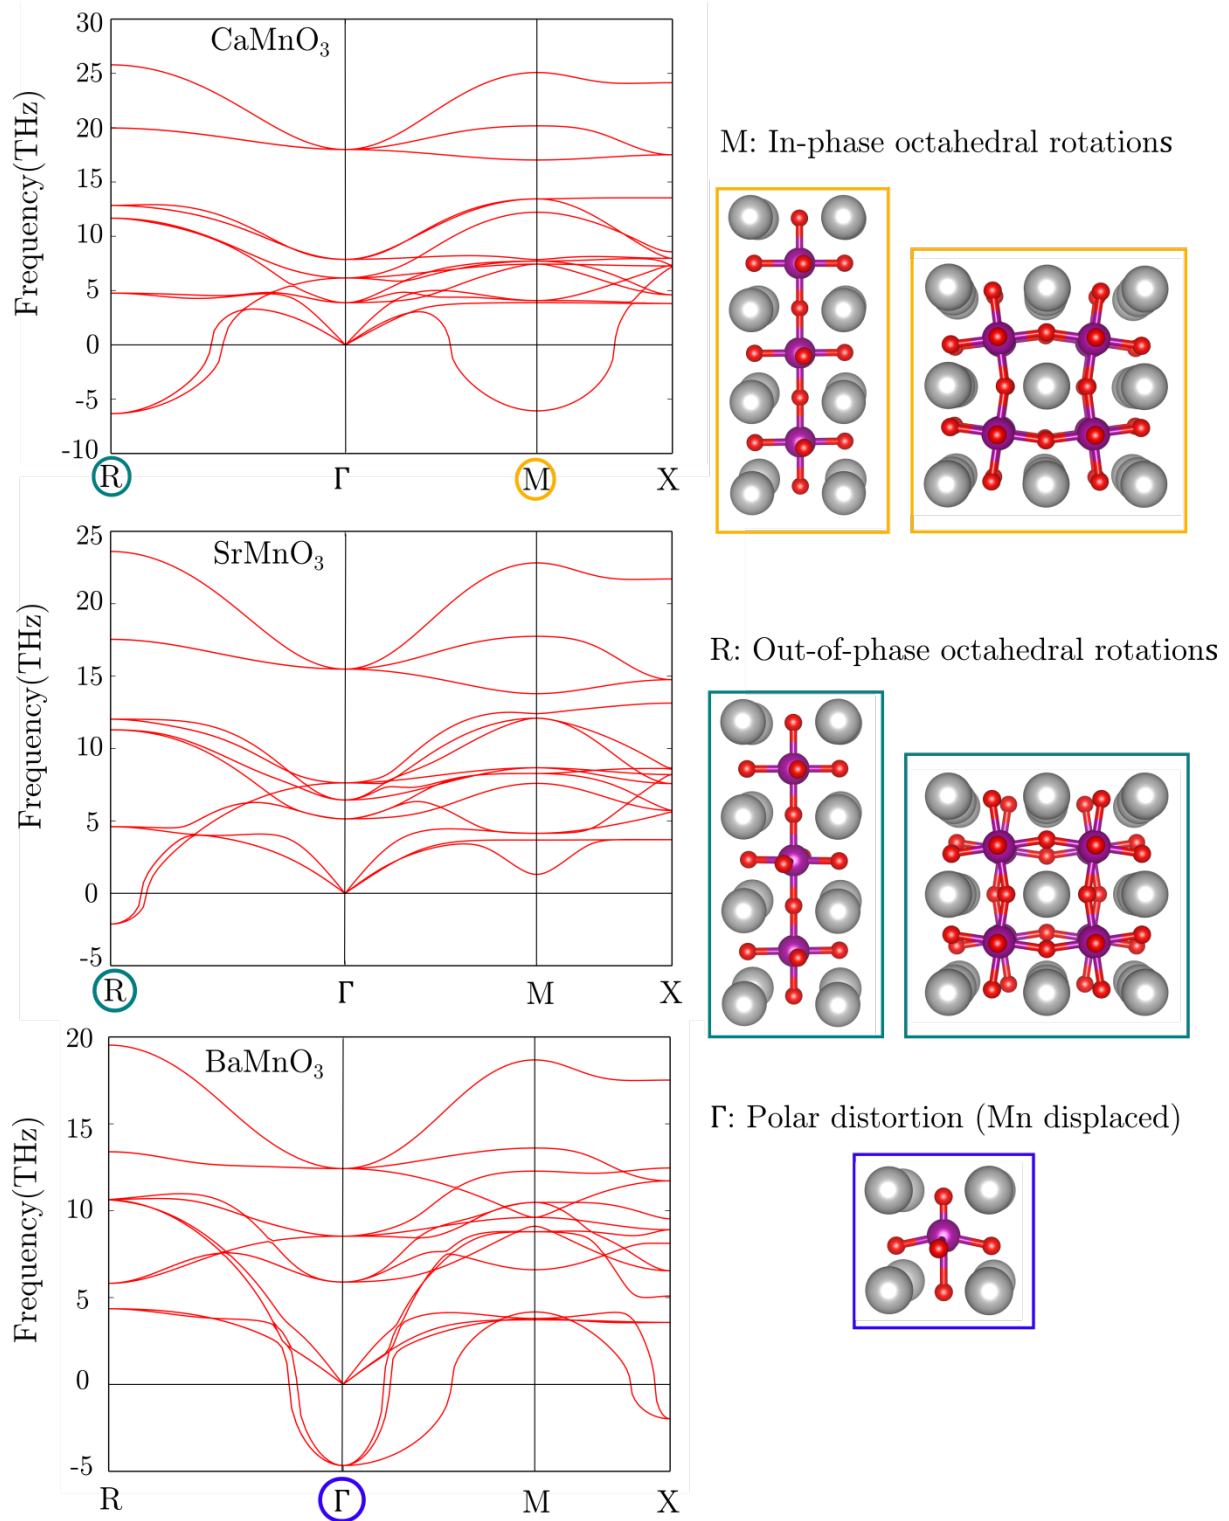 CaMnO₃
Frequency(THz)
30
25
20
15
10
5
0
-5
-10
R
Γ
M
X
M: In-phase octahedral rotations
SrMnO₃
Frequency(THz)
25
20
15
10
5
0
-5
R
Γ
M
X
R: Out-of-phase octahedral rotations
BaMnO₃
Frequency(THz)
20
15
10
5
0
-5
R
Γ
M
X
Γ: Polar distortion (Mn displaced)